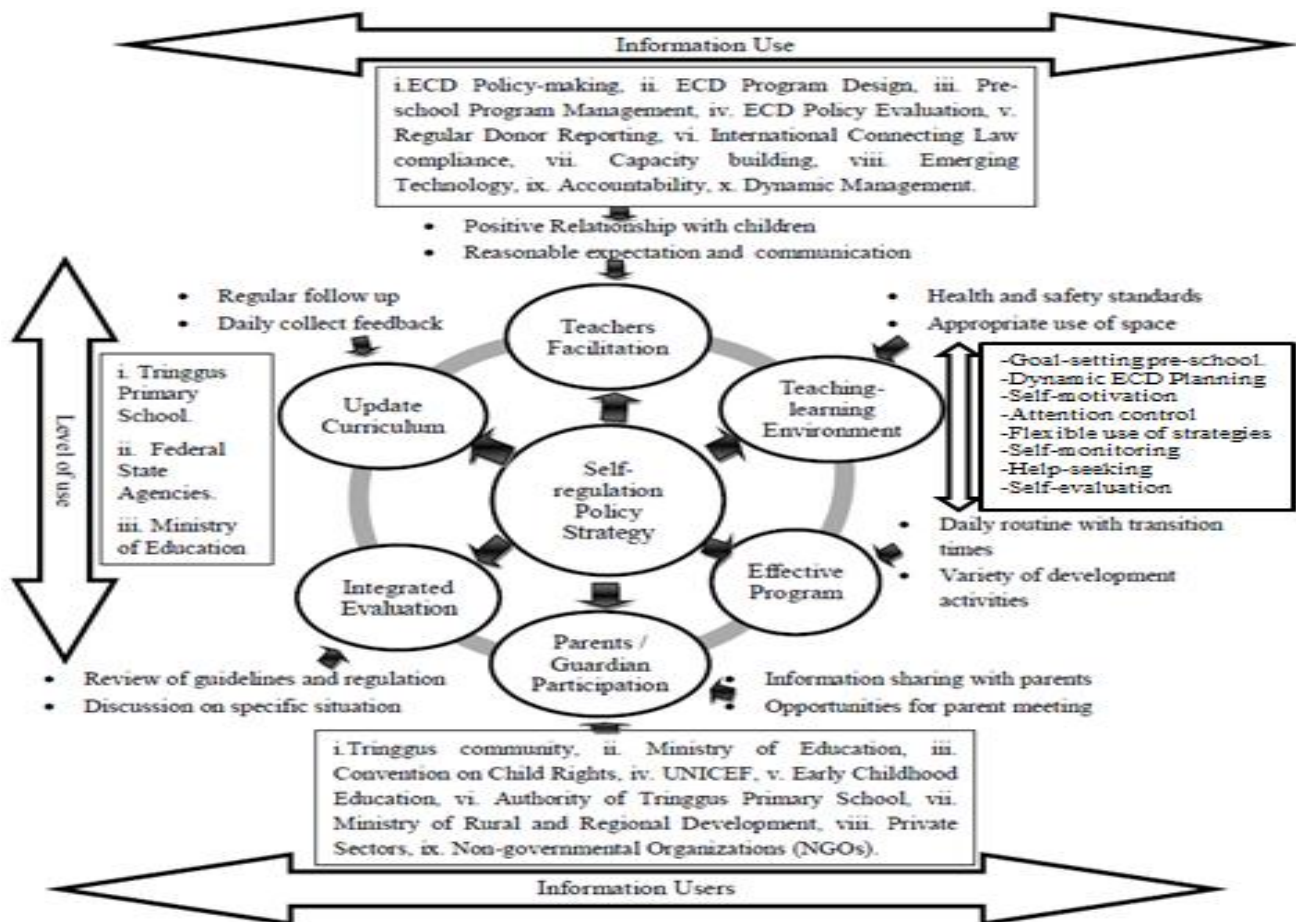 Information Use
i.ECD Policy-making, ii. ECD Program Design, iii. Pre-
school Program Management, iv. ECD Policy Evaluation, v.
Regular Donor Reporting, vi. International Connecting Law
compliance, vii. Capacity building, viii. Emerging
Technology, ix. Accountability, x. Dynamic Management.
• Positive Relationship with children
• Reasonable expectation and communication
• Regular follow up
• Daily collect feedback
• Health and safety standards
• Appropriate use of space
Teachers
Facilitation
Level of use
i. Tringgus
Primary
School.
ii. Federal
State
Agencies.
iii. Ministry
of Education
Update
Curriculum
Teaching-
learning
Environment
-Goal-setting pre-school.
-Dynamic ECD Planning
-Self-motivation
-Attention control
-Flexible use of strategies
-Self-monitoring
-Help-seeking
-Self-evaluation
Self-
regulation
Policy
Strategy
• Daily routine with transition
times
• Variety of development
activities
Integrated
Evaluation
Effective
Program
Parents /
Guardian
Participation
• Review of guidelines and regulation
• Discussion on specific situation
• Information sharing with parents
• Opportunities for parent meeting
i.Tringgus community, ii. Ministry of Education, iii.
Convention on Child Rights, iv. UNICEF, v. Early Childhood
Education, vi. Authority of Tringgus Primary School, vii.
Ministry of Rural and Regional Development, viii. Private
Sectors, ix. Non-governmental Organizations (NGOs).
Information Users